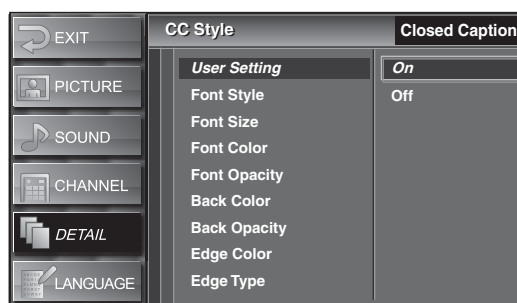 EXIT
PICTURE
SOUND
CHANNEL
DETAIL
LANGUAGE
CC Style
Closed Caption
User Setting
Font Style
Font Size
Font Color
Font Opacity
Back Color
Back Opacity
Edge Color
Edge Type
On
Off